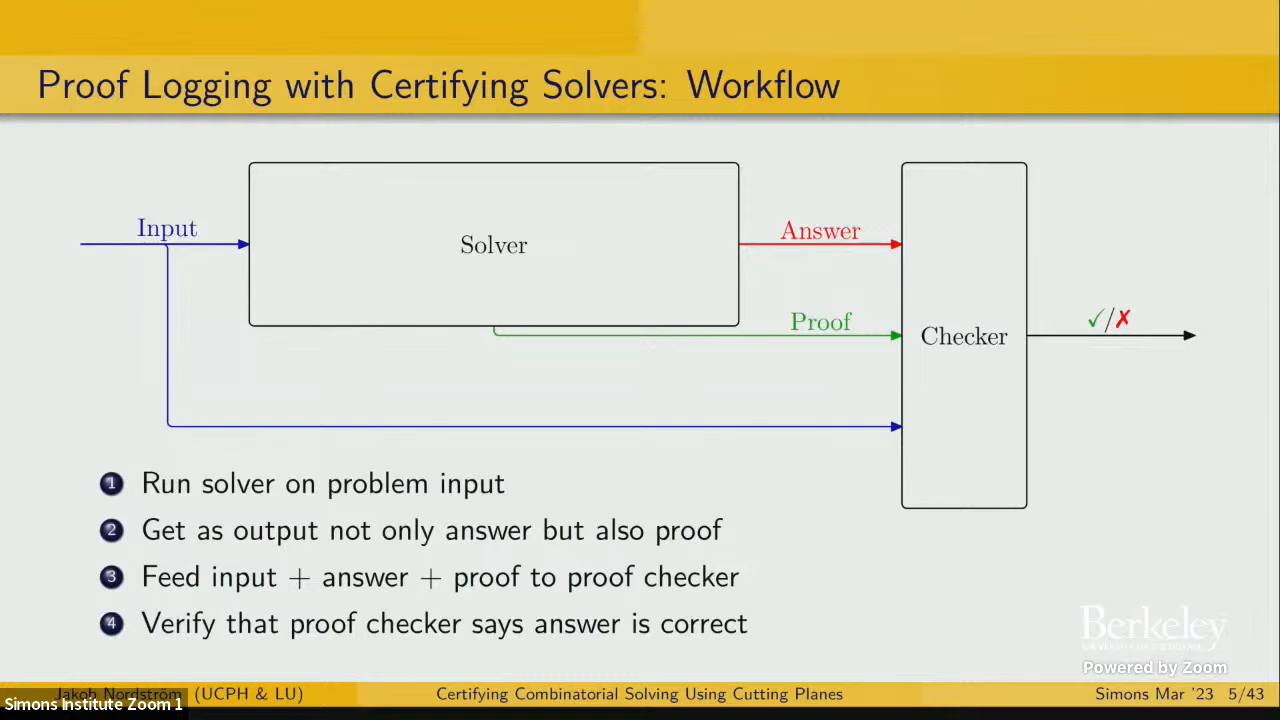 Proof Logging with Certifying Solvers: Workflow
Input
Solver
Answer
Proof
Checker
✓/✗
1 Run solver on problem input
2 Get as output not only answer but also proof
3 Feed input + answer + proof to proof checker
4 Verify that proof checker says answer is correct
Berkeley
UNIVERSITY OF CALIFORNIA
Powered by Zoom
Jakob Nordström (UCPH & LU)
Certifying Combinatorial Solving Using Cutting Planes
Simons Mar '23 5/43
Simons Institute Zoom 1